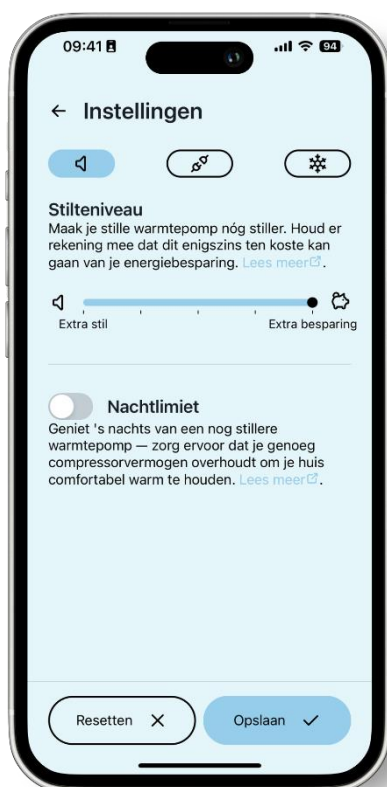 09:41
94
Instellingen
Stilteniveau
Maak je stille warmtepomp nóg stiller. Houd er
rekening mee dat dit enigszins ten koste kan
gaan van je energiebesparing. Lees meer.
Extra stil
Extra besparing
Nachtlimiet
Geniet 's nachts van een nog stillere
warmtepomp — zorg ervoor dat je genoeg
compressorvermogen overhoudt om je huis
comfortabel warm te houden. Lees meer.
Resetten
Opslaan